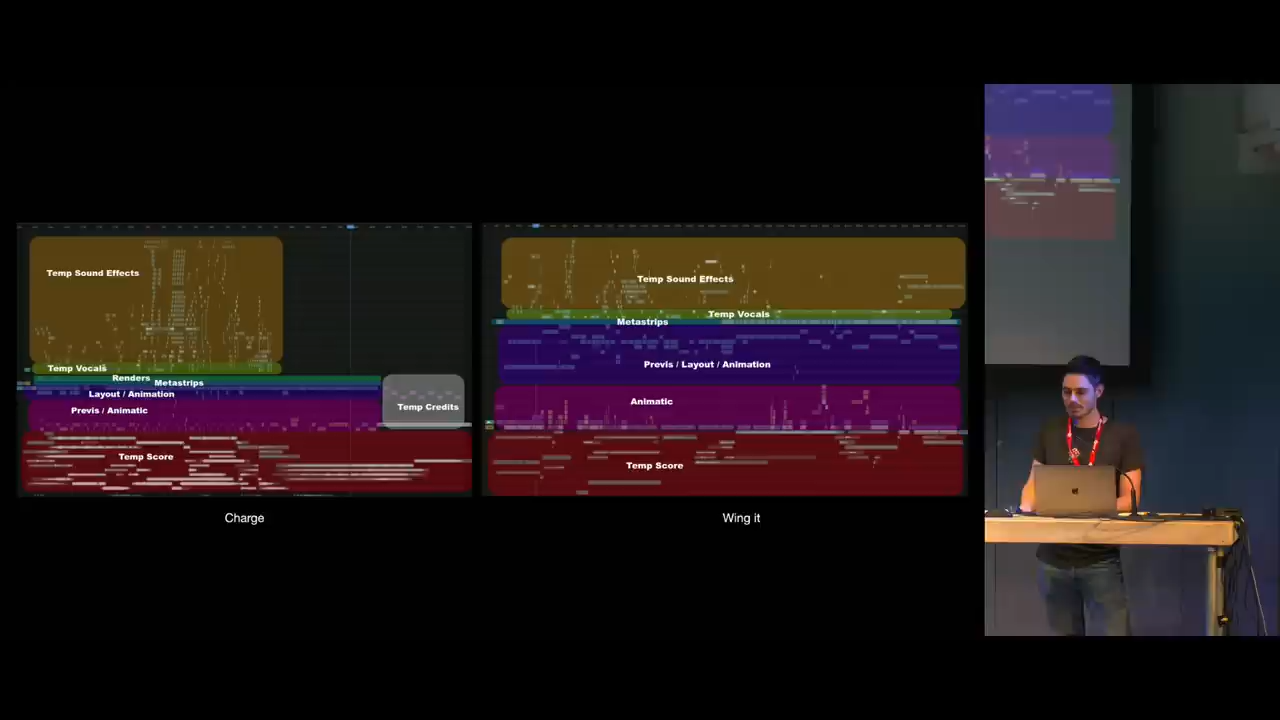 Temp Sound Effects
Temp Vocals
Renders
Metastrips
Layout / Animation
Previs / Animatic
Temp Credits
Temp Score
Charge
Temp Sound Effects
Temp Vocals
Metastrips
Previs / Layout / Animation
Animatic
Temp Score
Wing it